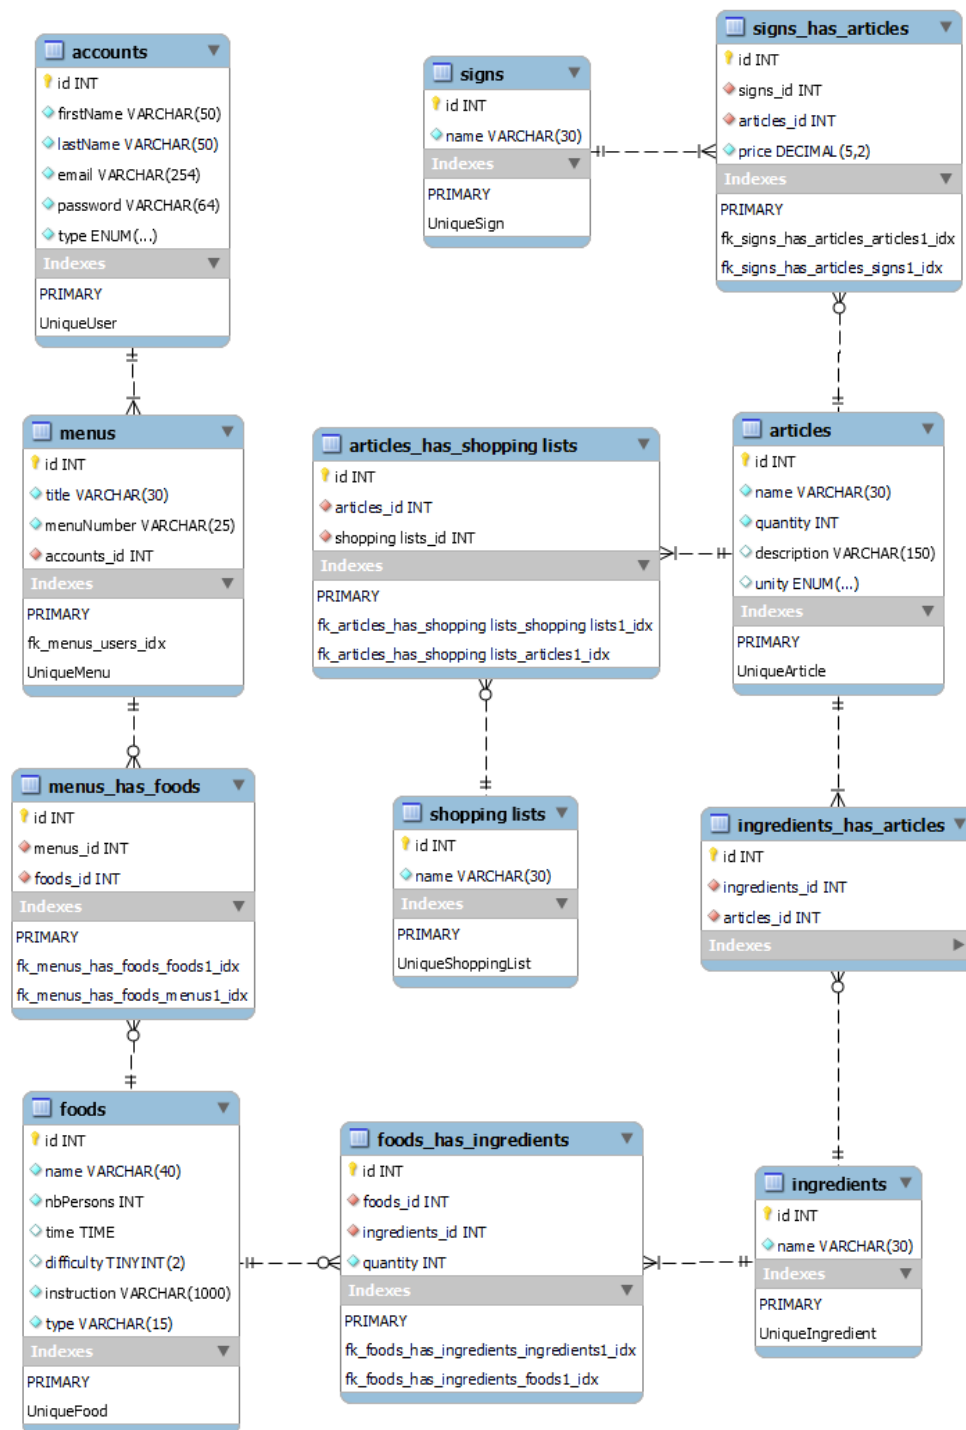 accounts
id INT
firstName VARCHAR(50)
lastName VARCHAR(50)
email VARCHAR(254)
password VARCHAR(64)
type ENUM(...)
Indexes
PRIMARY
UniqueUser
signs
id INT
name VARCHAR(30)
Indexes
PRIMARY
UniqueSign
signs_has_articles
id INT
signs_id INT
articles_id INT
price DECIMAL(5,2)
Indexes
PRIMARY
fk_signs_has_articles_articles1_idx
fk_signs_has_articles_signs1_idx
menus
id INT
title VARCHAR(30)
menuNumber VARCHAR(25)
accounts_id INT
Indexes
PRIMARY
fk_menus_users_idx
UniqueMenu
articles_has_shopping lists
id INT
articles_id INT
shopping lists_id INT
Indexes
PRIMARY
fk_articles_has_shopping lists_shopping lists1_idx
fk_articles_has_shopping lists_articles1_idx
articles
id INT
name VARCHAR(30)
quantity INT
description VARCHAR(150)
unity ENUM(...)
Indexes
PRIMARY
UniqueArticle
menus_has_foods
id INT
menus_id INT
foods_id INT
Indexes
PRIMARY
fk_menus_has_foods_foods1_idx
fk_menus_has_foods_menus1_idx
shopping lists
id INT
name VARCHAR(30)
Indexes
PRIMARY
UniqueShoppingList
ingredients_has_articles
id INT
ingredients_id INT
articles_id INT
Indexes
foods
id INT
name VARCHAR(40)
nbPersons INT
time TIME
difficulty TINYINT(2)
instruction VARCHAR(1000)
type VARCHAR(15)
Indexes
PRIMARY
UniqueFood
foods_has_ingredients
id INT
foods_id INT
ingredients_id INT
quantity INT
Indexes
PRIMARY
fk_foods_has_ingredients_ingredients1_idx
fk_foods_has_ingredients_foods1_idx
ingredients
id INT
name VARCHAR(30)
Indexes
PRIMARY
UniqueIngredient